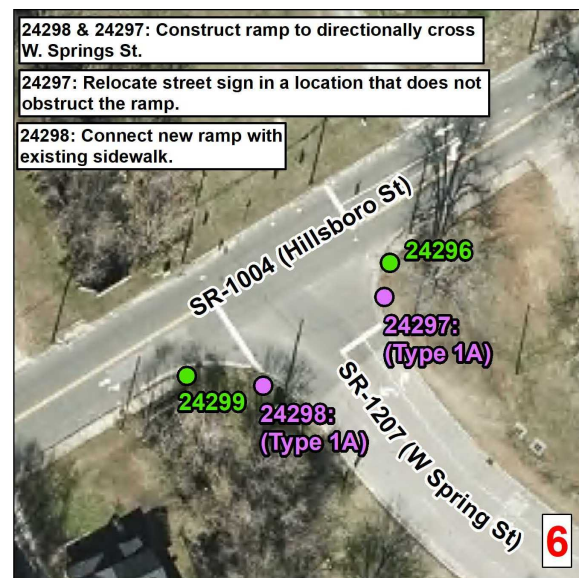 24298 & 24297: Construct ramp to directionally cross
W. Springs St.
24297: Relocate street sign in a location that does not
obstruct the ramp.
24298: Connect new ramp with
existing sidewalk.
SR-1004 (Hillsboro St)
24296
24297:
(Type 1A)
24299
24298:
(Type 1A)
SR-1207 (W Spring St)
6